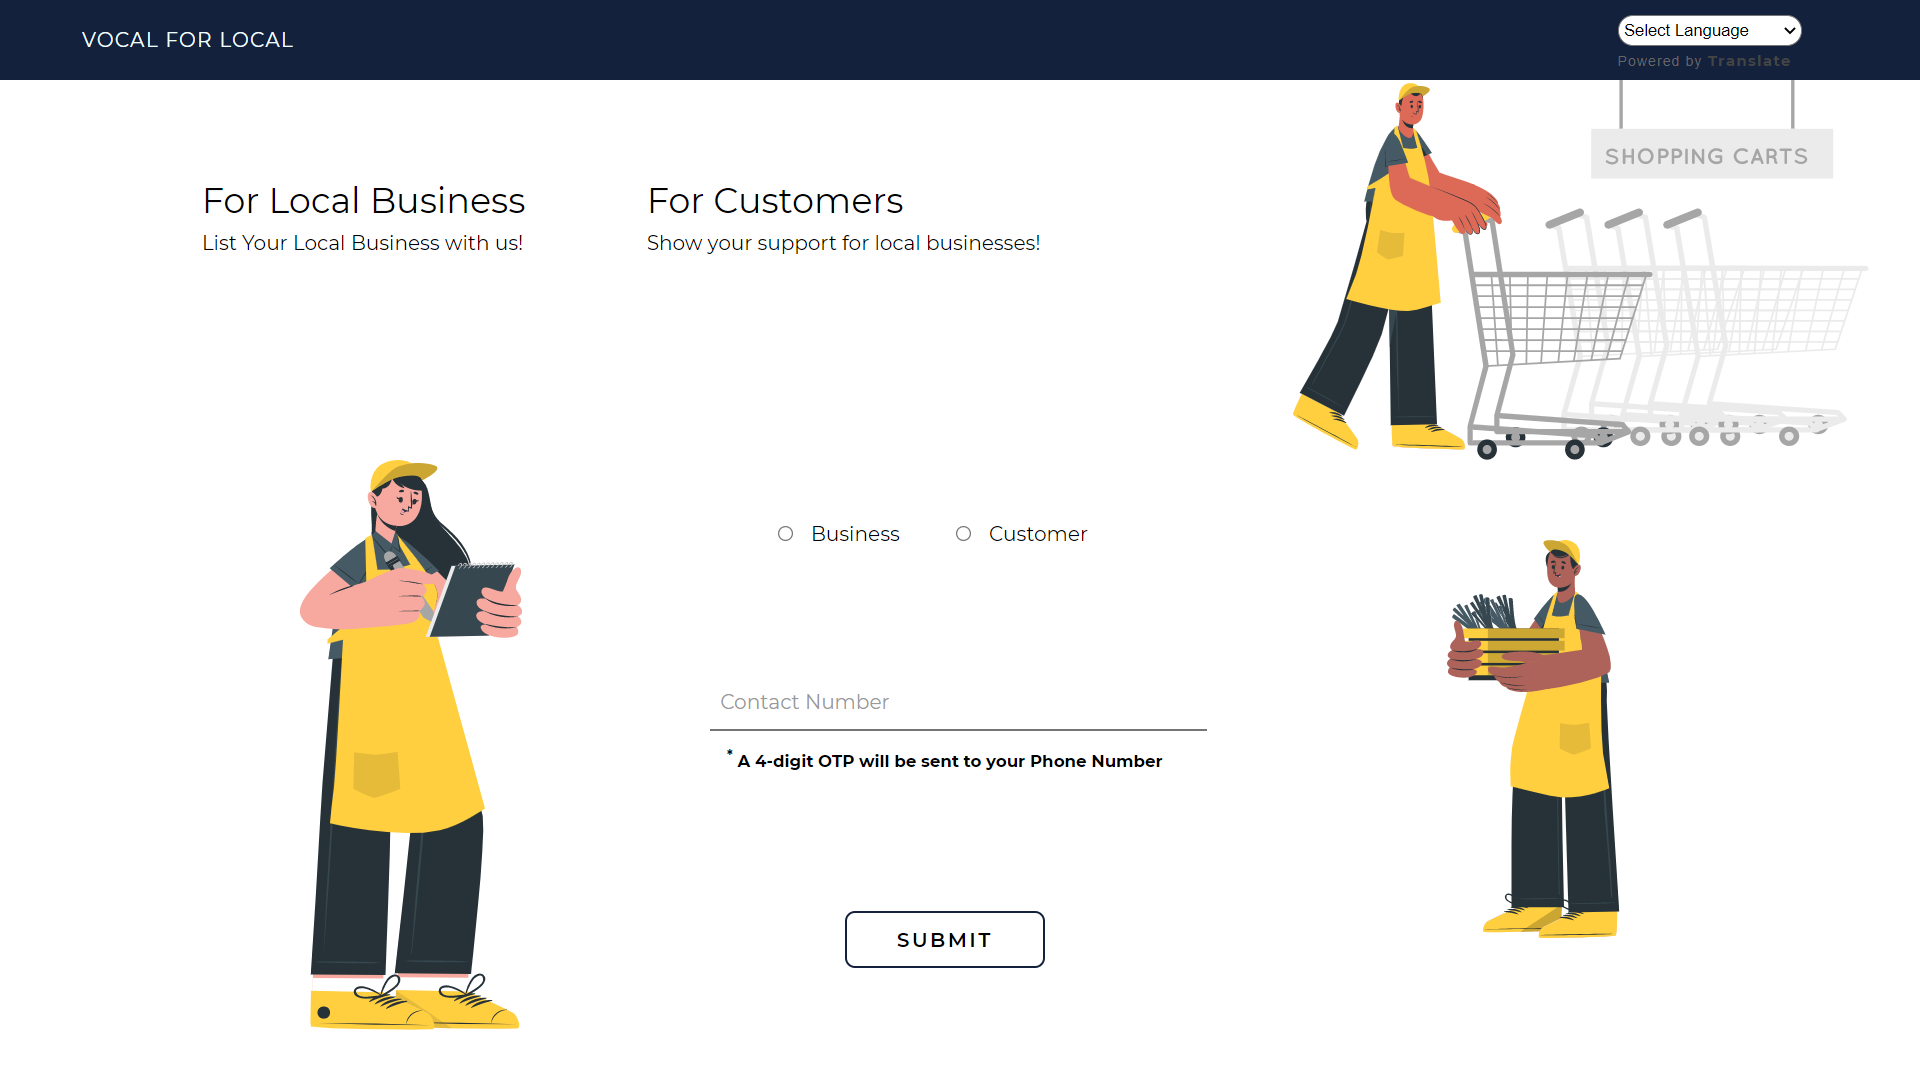 VOCAL FOR LOCAL
Select Language
Powered by Translate
SHOPPING CARTS
For Local Business
List Your Local Business with us!
For Customers
Show your support for local businesses!
Business
Customer
Contact Number
* A 4-digit OTP will be sent to your Phone Number
SUBMIT